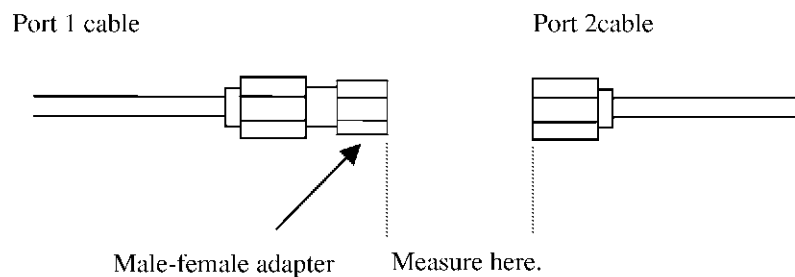 Port 1 cable
Port 2cable
Male-female adapter
Measure here.